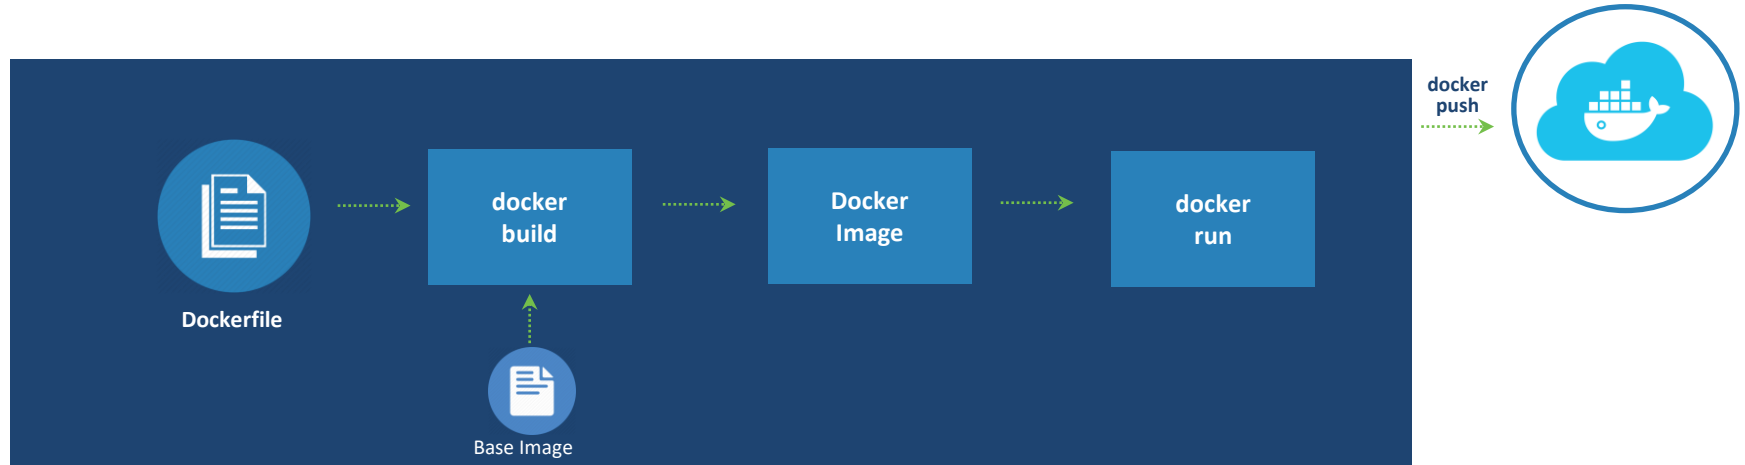 docker
push
docker
build
Docker
Image
docker
run
Dockerfile
Base Image